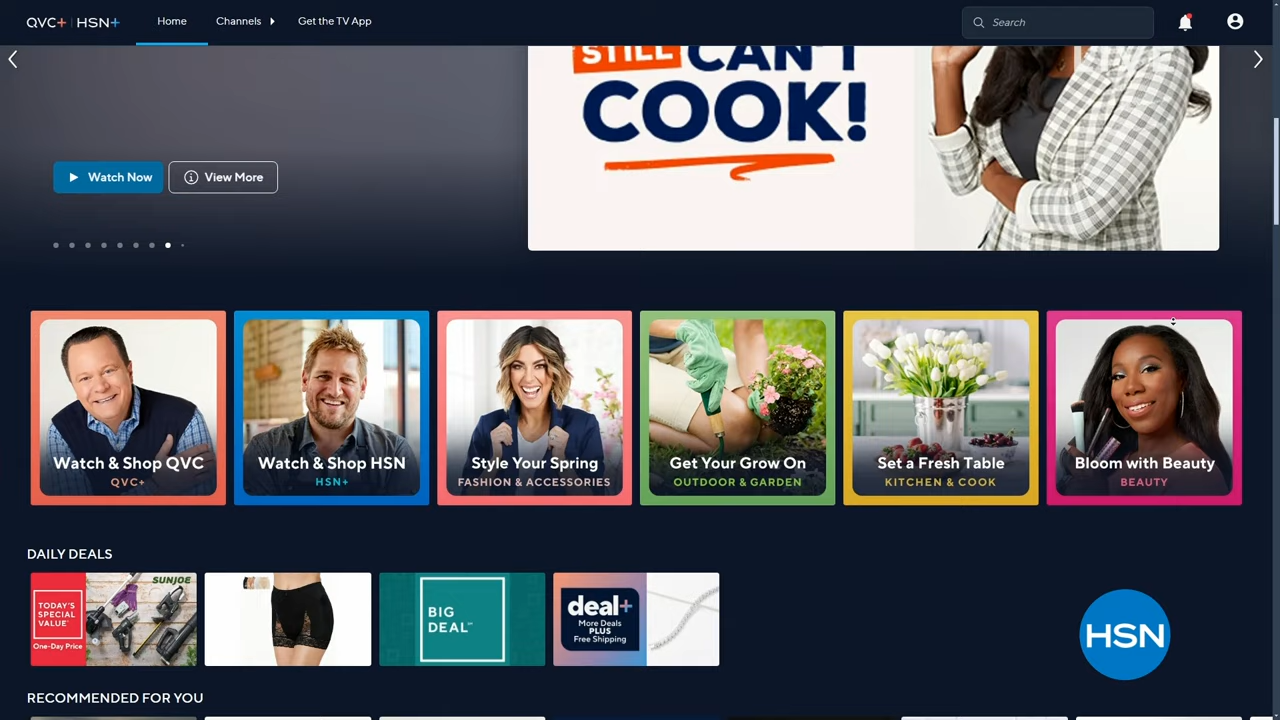 QVC+ | HSN+
Home
Channels
Get the TV App
Search
STILL CAN'T
COOK!
Watch Now
View More
Watch & Shop QVC
QVC+
Watch & Shop HSN
HSN+
Style Your Spring
FASHION & ACCESSORIES
Get Your Grow On
OUTDOOR & GARDEN
Set a Fresh Table
KITCHEN & COOK
Bloom with Beauty
BEAUTY
DAILY DEALS
TODAY'S
SPECIAL
VALUE
One-Day Price
SUNJOE
BIG
DEAL
deal+
More Deals
PLUS
Free Shipping
HSN
RECOMMENDED FOR YOU